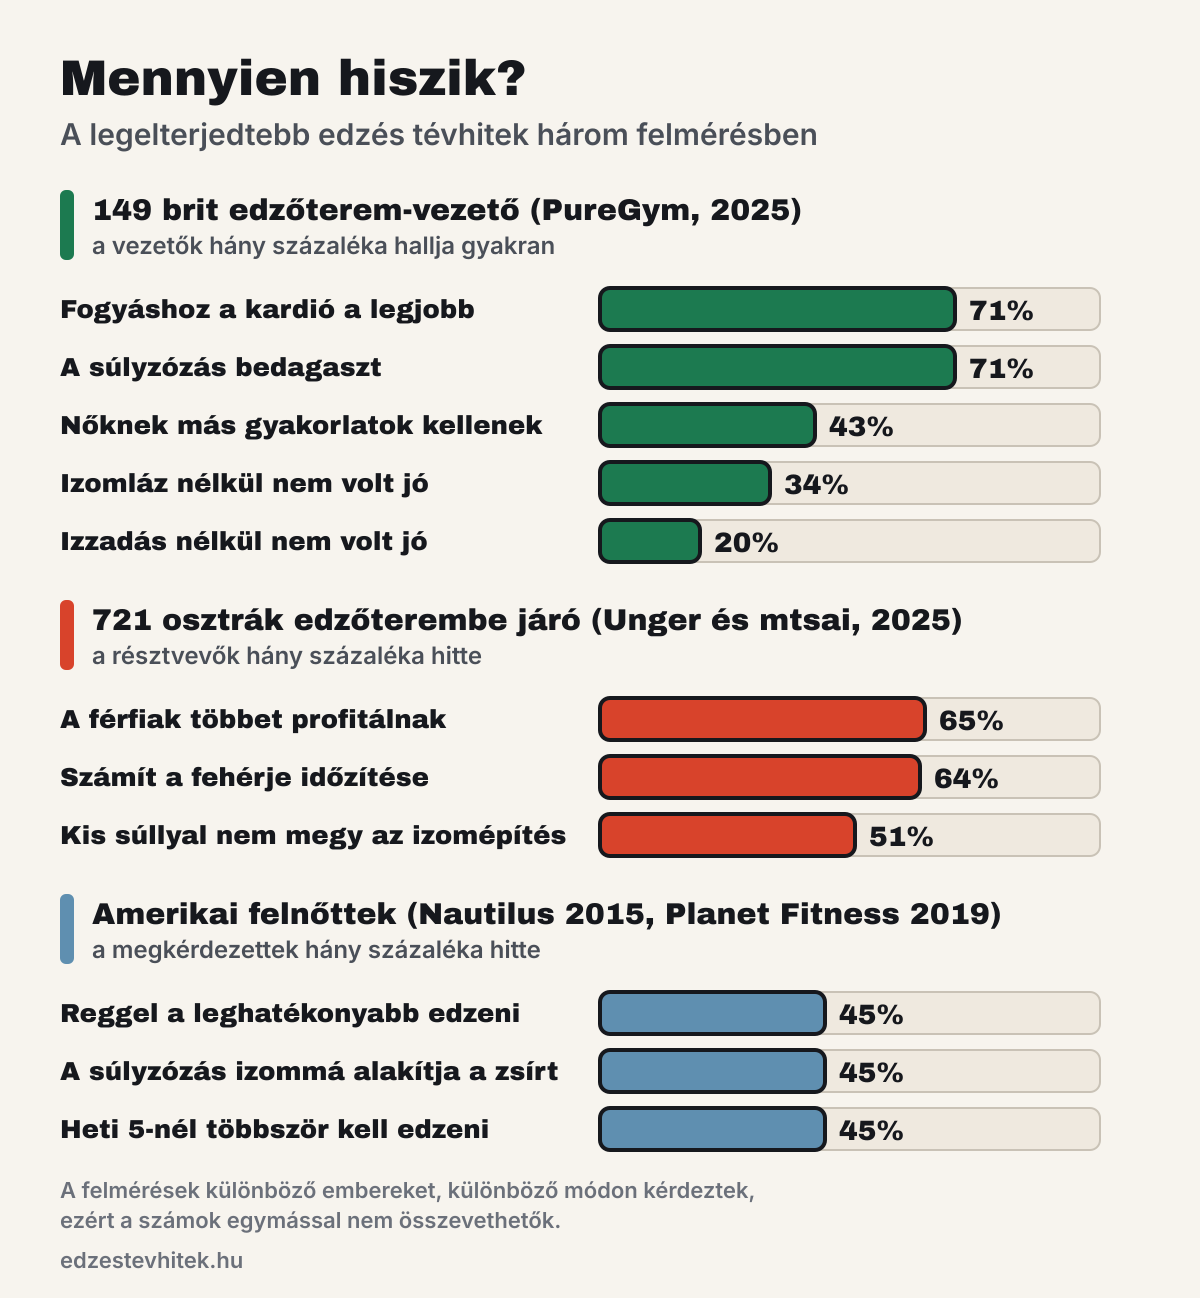 Mennyien hiszik?
A legelterjedtebb edzés tévhitek három felmérésben
149 brit edzőterem-vezető (PureGym, 2025)
a vezetők hány százaléka hallja gyakran
Fogyáshoz a kardió a legjobb 71%
A súlyzózás bedagaszt 71%
Nőknek más gyakorlatok kellenek 43%
Izomláz nélkül nem volt jó 34%
Izzadás nélkül nem volt jó 20%
721 osztrák edzőterembe járó (Unger és mtsai, 2025)
a résztvevők hány százaléka hitte
A férfiak többet profitálnak 65%
Számít a fehérje időzítése 64%
Kis súllyal nem megy az izomépítés 51%
Amerikai felnőttek (Nautilus 2015, Planet Fitness 2019)
a megkérdezettek hány százaléka hitte
Reggel a leghatékonyabb edzeni 45%
A súlyzózás izommá alakítja a zsírt 45%
Heti 5-nél többször kell edzeni 45%
A felmérések különböző embereket, különböző módon kérdeztek,
ezért a számok egymással nem összevethetők.
edzestevhitek.hu